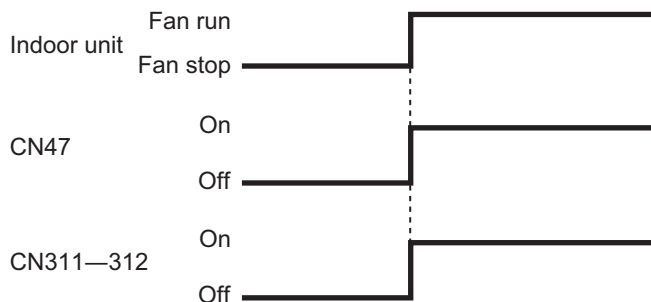 Fan run
Indoor unit
Fan stop
On
CN47
Off
On
CN311—312
Off